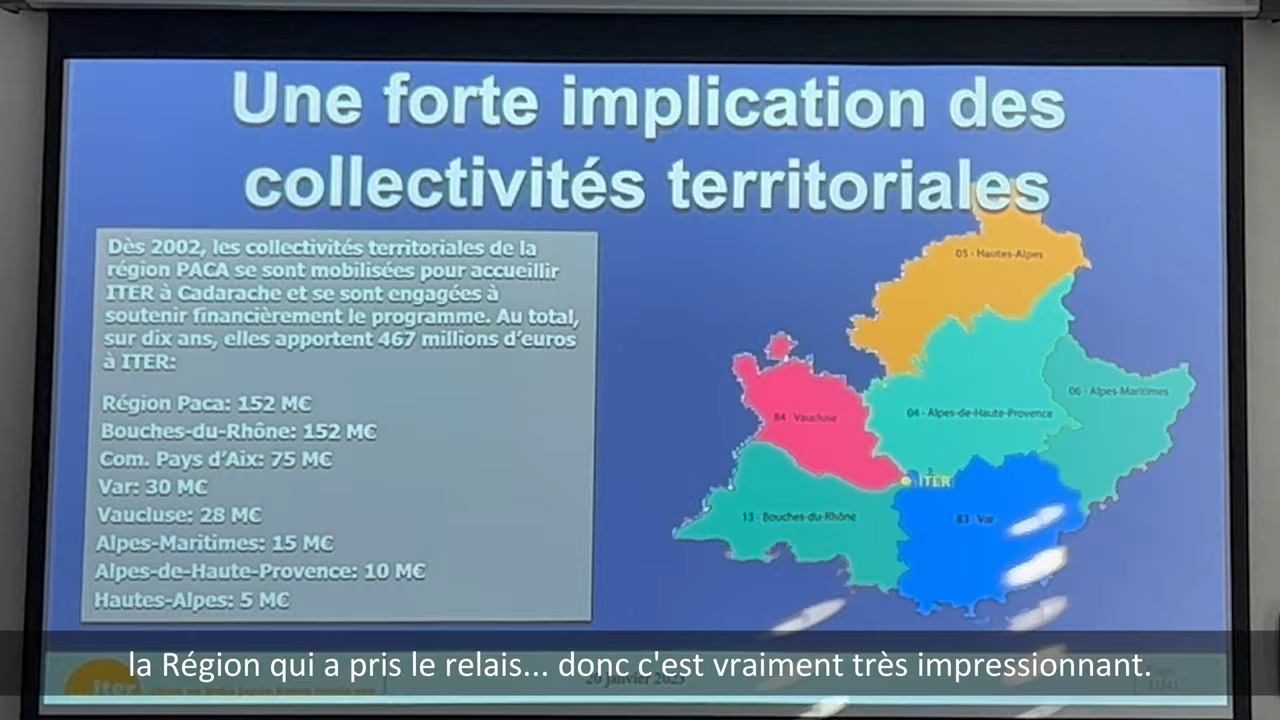 Une forte implication des
collectivités territoriales
Dès 2002, les collectivités territoriales de la
région PACA se sont mobilisées pour accueillir
ITER à Cadarache et se sont engagées à
soutenir financièrement le programme. Au total,
sur dix ans, elles apportent 467 millions d'euros
à ITER:
Région Paca: 152 M€
Bouches-du-Rhône: 152 M€
Com. Pays d'Aix: 75 M€
Var: 30 M€
Vaucluse: 28 M€
Alpes-Maritimes: 15 M€
Alpes-de-Haute-Provence: 10 M€
Hautes-Alpes: 5 M€
05 - Hautes-Alpes
06 - Alpes-Maritimes
84 - Vaucluse
04 - Alpes-de-Haute-Provence
ITER
13 - Bouches-du-Rhône
83 - Var
la Région qui a pris le relais... donc c'est vraiment très impressionnant.
iter
20 janvier 2023